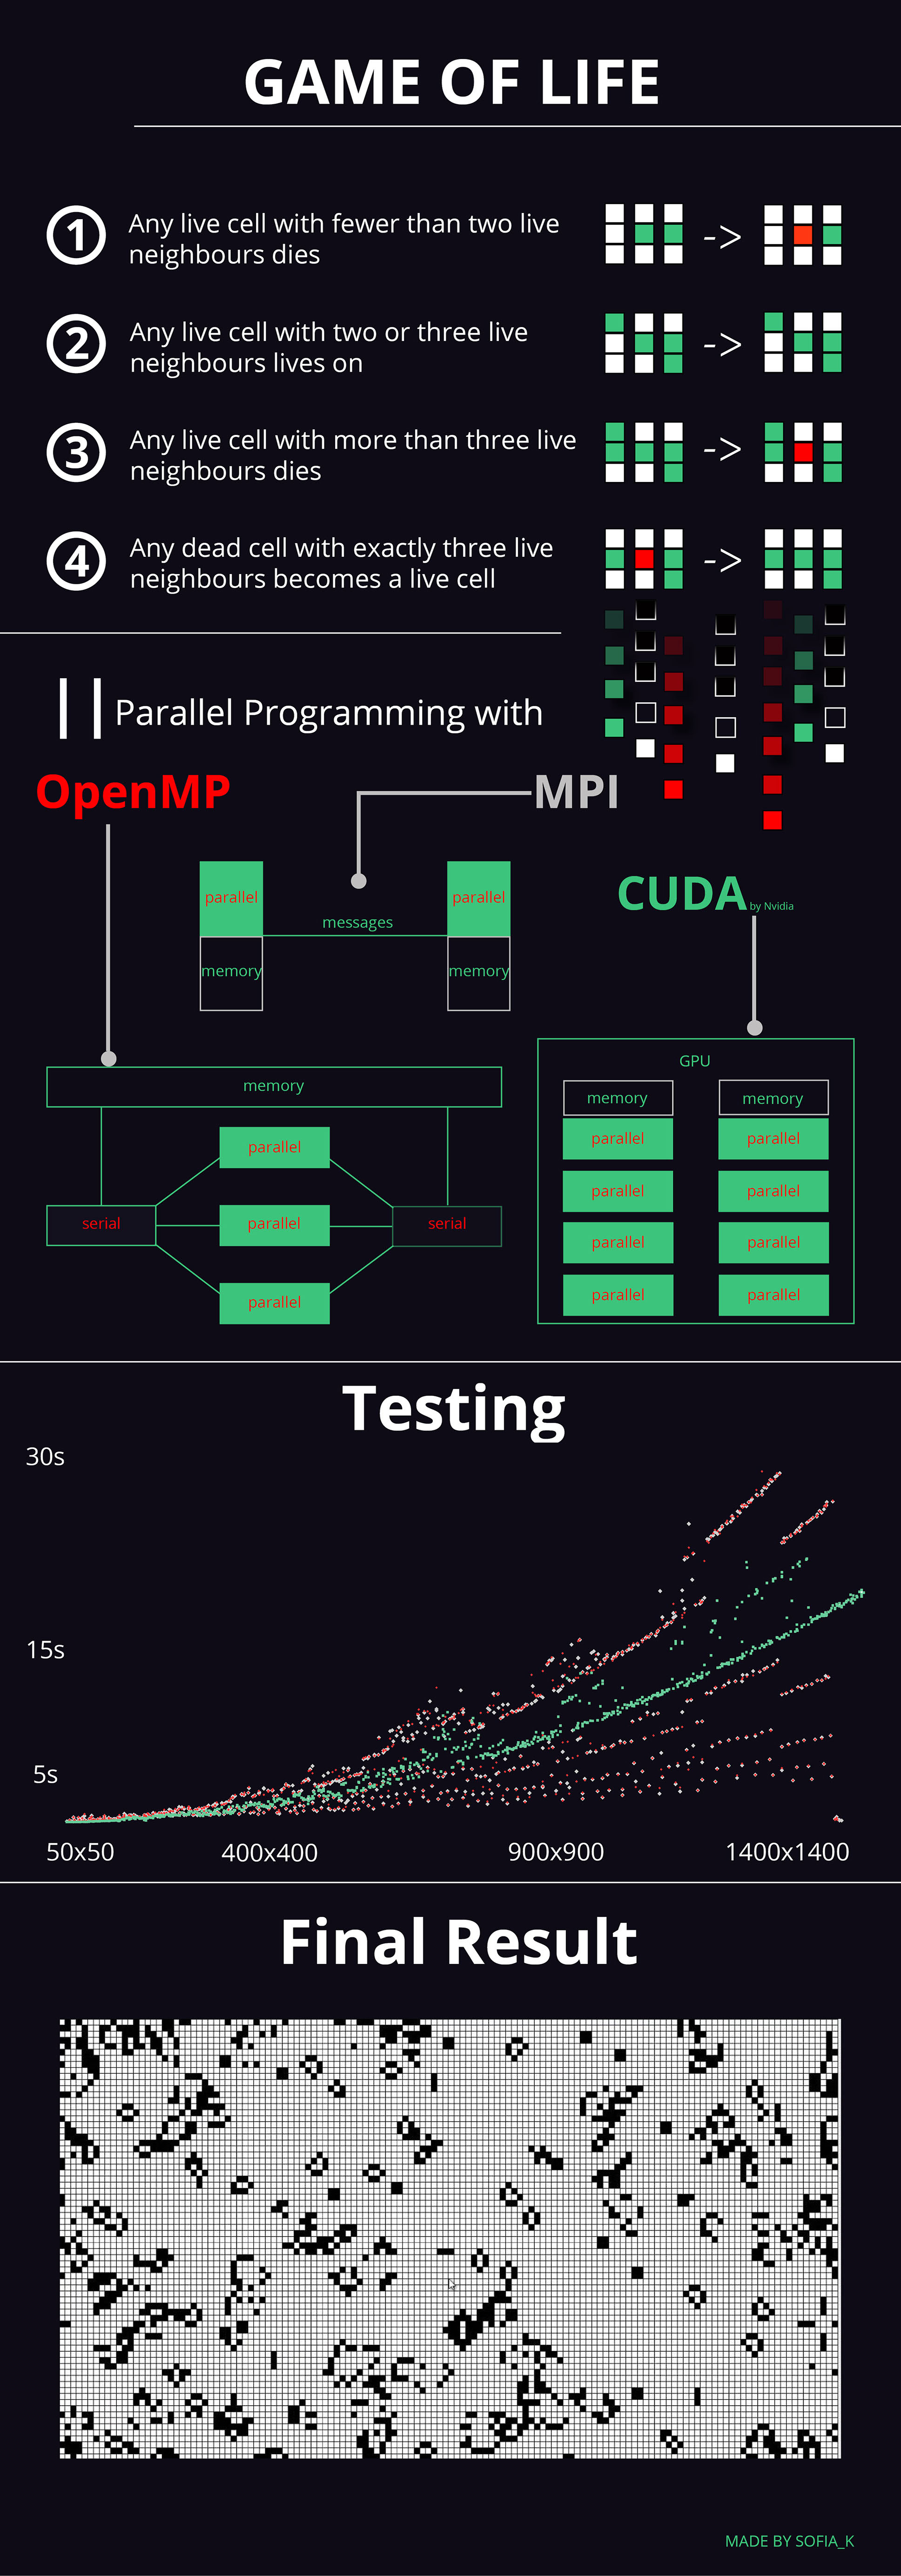 GAME OF LIFE
1
Any live cell with fewer than two live
neighbours dies
->
2
Any live cell with two or three live
neighbours lives on
->
3
Any live cell with more than three live
neighbours dies
->
4
Any dead cell with exactly three live
neighbours becomes a live cell
->
Parallel Programming with
OpenMP
MPI
CUDA by Nvidia
parallel
parallel
messages
memory
memory
memory
parallel
serial
parallel
serial
parallel
GPU
memory
memory
parallel
parallel
parallel
parallel
parallel
parallel
parallel
parallel
Testing
30s
15s
5s
50x50
400x400
900x900
1400x1400
Final Result
MADE BY SOFIA_K